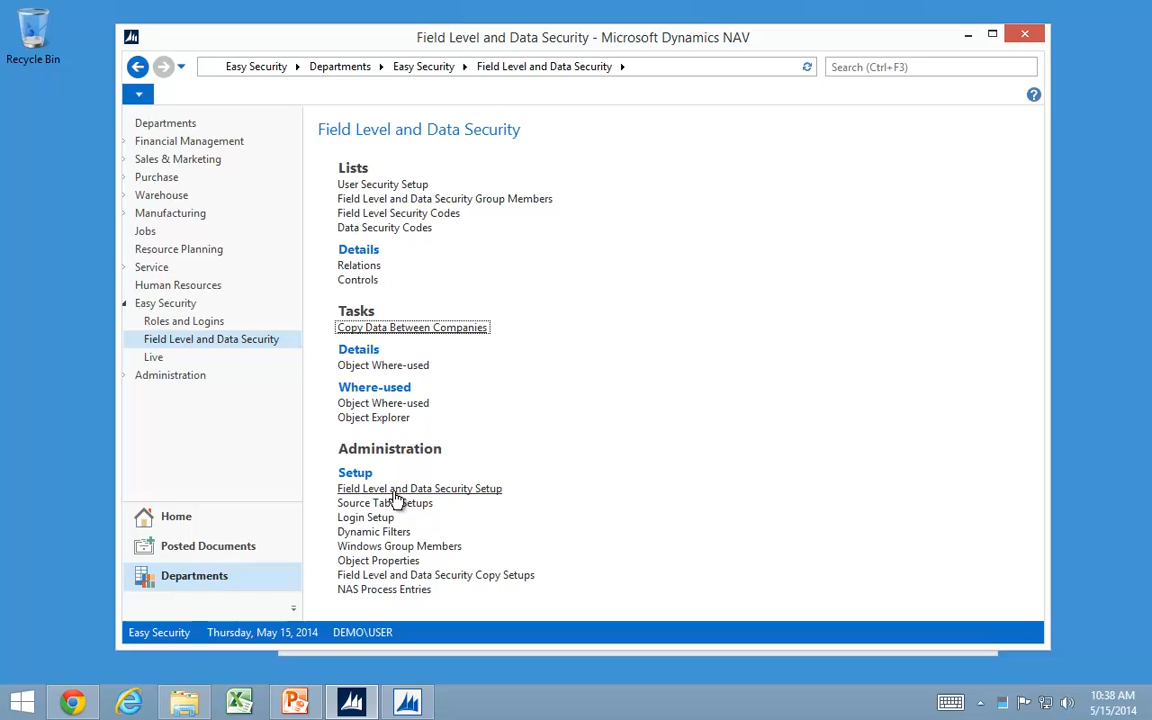 Recycle Bin
Field Level and Data Security - Microsoft Dynamics NAV
Easy Security
Departments
Easy Security
Field Level and Data Security
Search (Ctrl+F3)
Departments
Financial Management
Sales & Marketing
Purchase
Warehouse
Manufacturing
Jobs
Resource Planning
Service
Human Resources
Easy Security
Roles and Logins
Field Level and Data Security
Live
Administration
Home
Posted Documents
Departments
Field Level and Data Security
Lists
User Security Setup
Field Level and Data Security Group Members
Field Level Security Codes
Data Security Codes
Details
Relations
Controls
Tasks
Copy Data Between Companies
Details
Object Where-used
Where-used
Object Where-used
Object Explorer
Administration
Setup
Field Level and Data Security Setup
Source Tab Setups
Login Setup
Dynamic Filters
Windows Group Members
Object Properties
Field Level and Data Security Copy Setups
NAS Process Entries
Easy Security Thursday, May 15, 2014 DEMO\USER
10:38 AM
5/15/2014